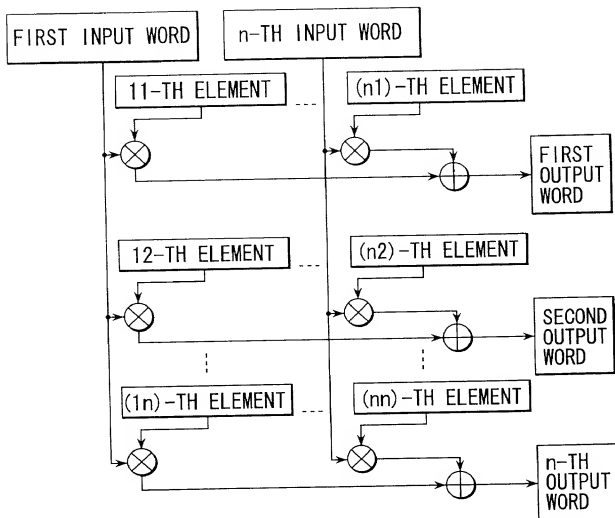 FIRST INPUT WORD
n-TH INPUT WORD
11-TH ELEMENT
(n1)-TH ELEMENT
FIRST
OUTPUT
WORD
12-TH ELEMENT
(n2)-TH ELEMENT
SECOND
OUTPUT
WORD
(1n)-TH ELEMENT
(nn)-TH ELEMENT
n-TH
OUTPUT
WORD